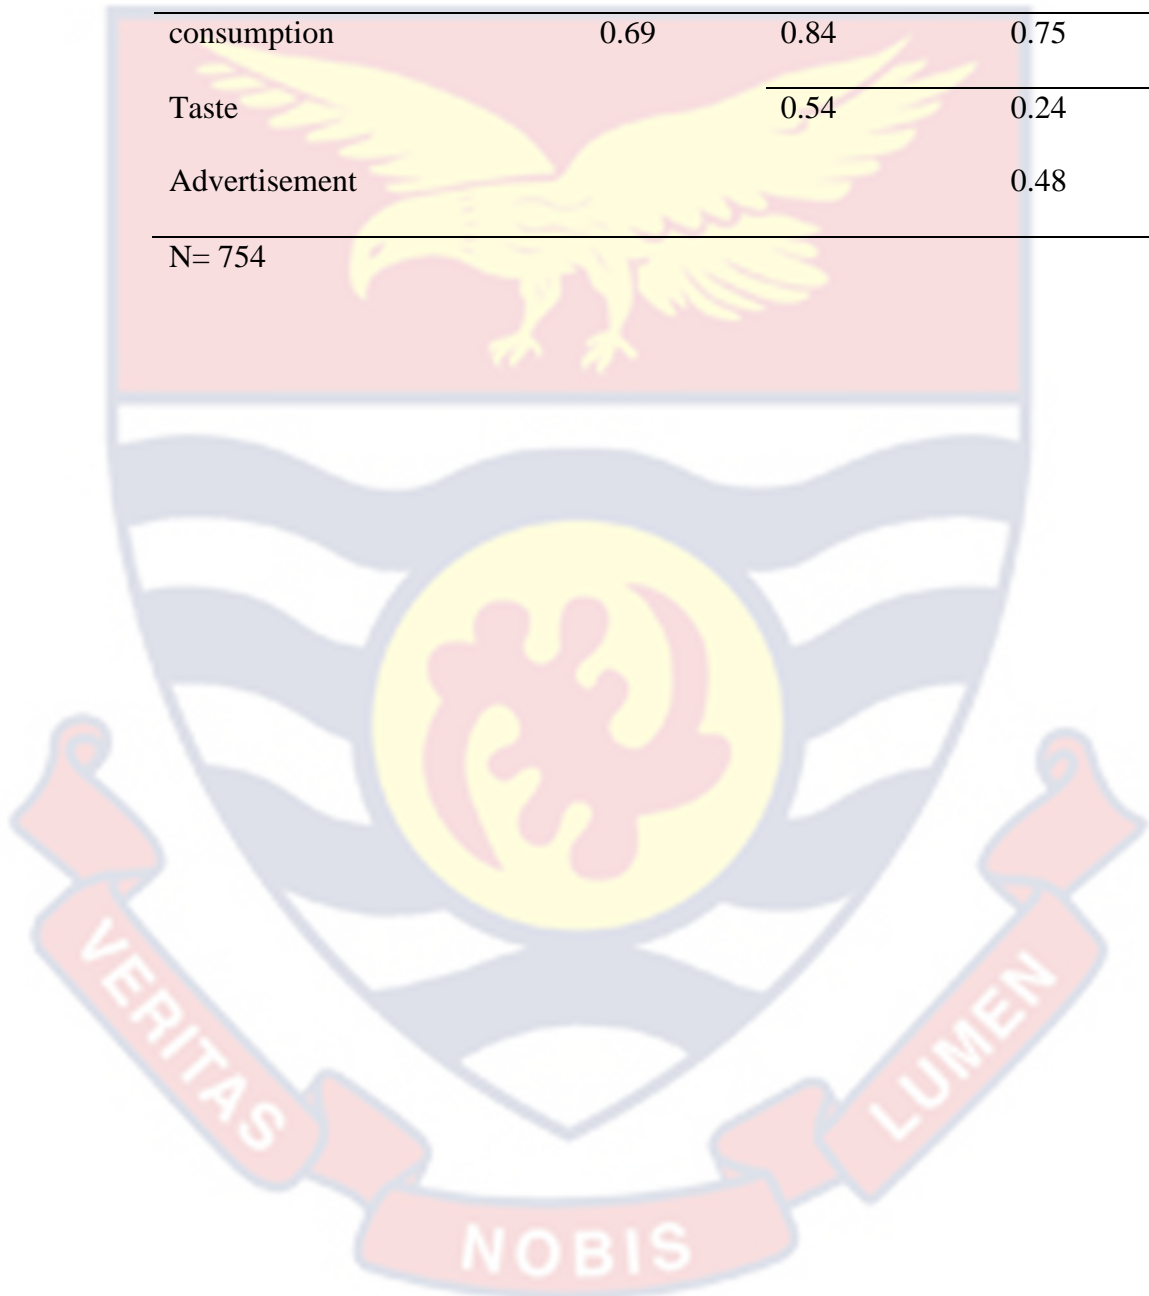 consumption 0.69 0.84 0.75
Taste 0.54 0.24
Advertisement 0.48
N= 754
VERITAS
NOBIS
LUMEN